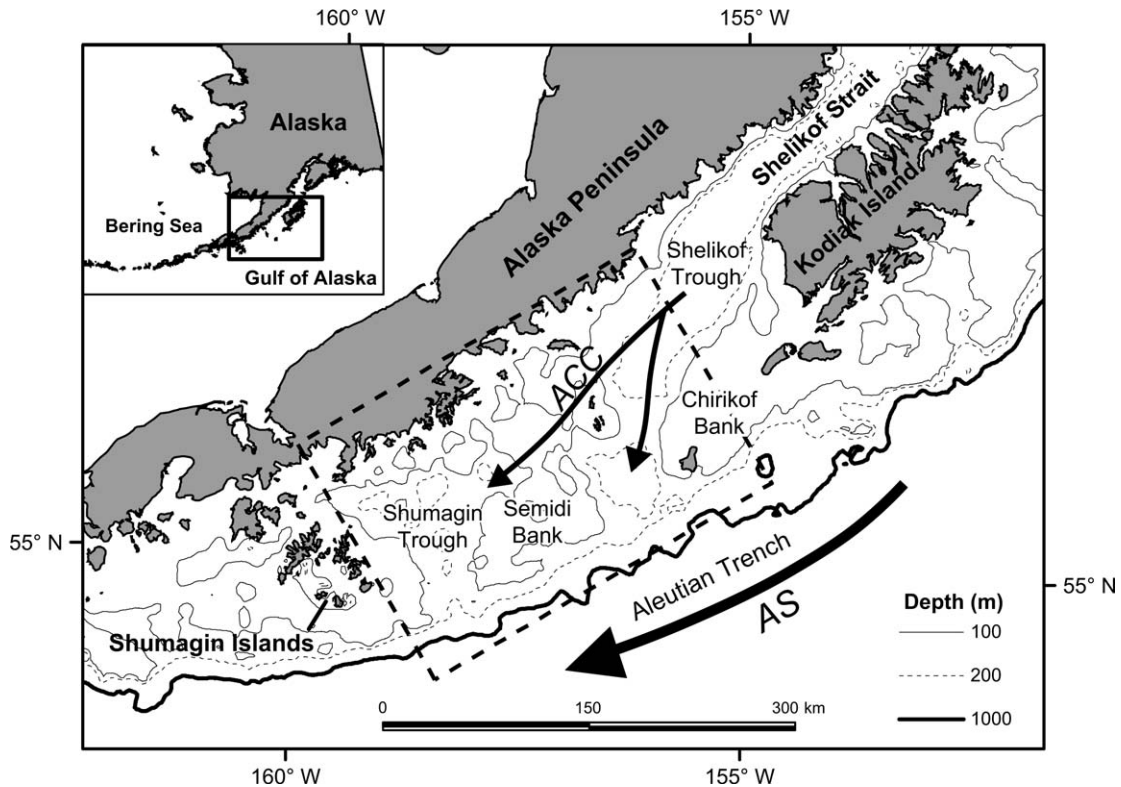 160° W
155° W
Alaska
Bering Sea
Gulf of Alaska
Alaska Peninsula
Shelikof Strait
Kodiak Island
Shelikof
Trough
ACC
Chirikof
Bank
Shumagin
Trough
Semidi
Bank
55° N
55° N
Aleutian Trench
AS
Shumagin Islands
Depth (m)
100
200
1000
0
150
300 km
160° W
155° W